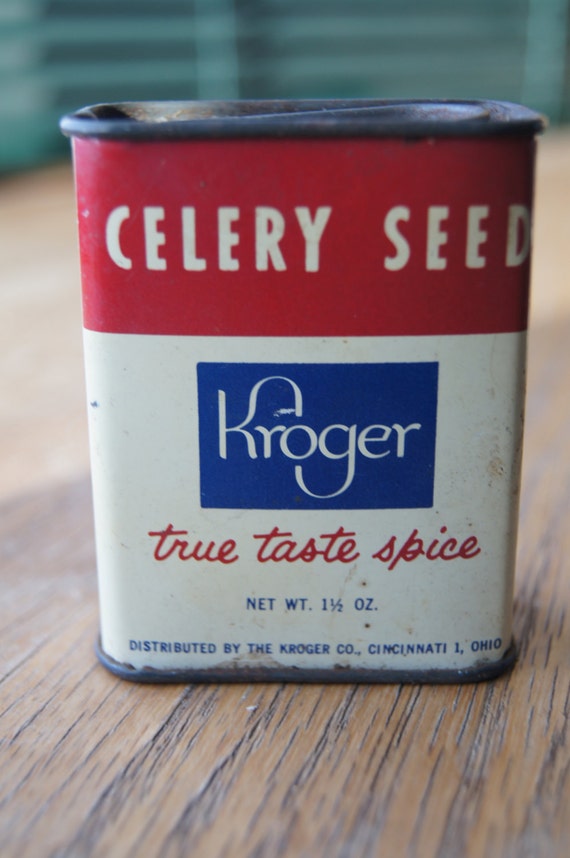 CELERY SEED
Kroger
true taste spice
NET WT. 1½ OZ.
DISTRIBUTED BY THE KROGER CO., CINCINNATI 1, OHIO